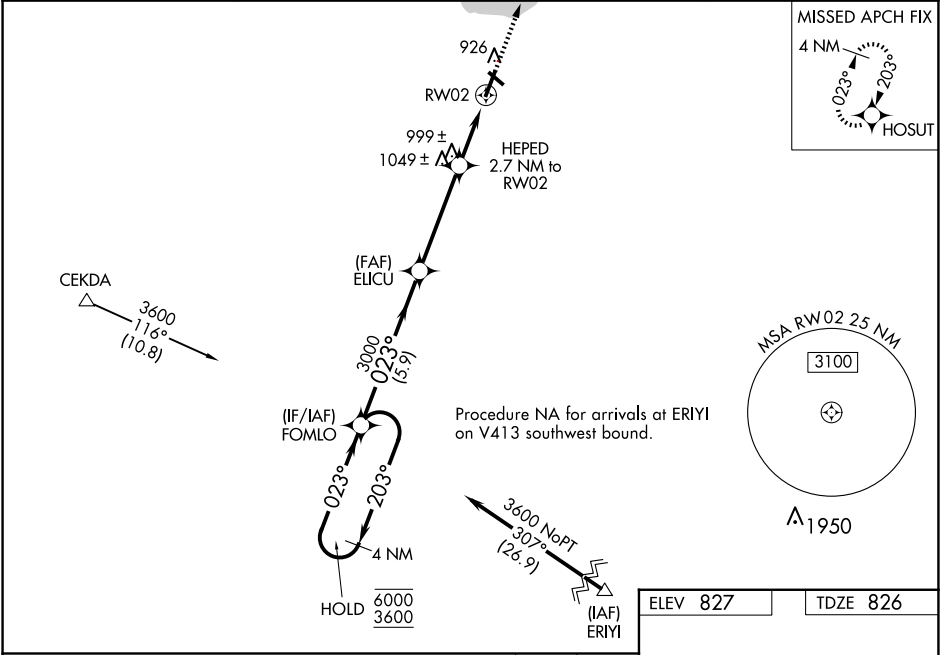 MISSED APCH FIX
4 NM
023°
203°
HOSUT
926
RW02
999 ±
1049 ±
HEPED
2.7 NM to
RW02
(FAF)
ELICU
CEKDA
3600
116°
(10.8)
3000
023°
(5.9)
MSA RW02 25 NM
3100
1950
(IF/IAF)
FOMLO
Procedure NA for arrivals at ERIYI
on V413 southwest bound.
023°
203°
4 NM
HOLD
6000
3600
3600 NoPT
307°
(26.9)
(IAF)
ERIYI
ELEV 827
TDZE 826